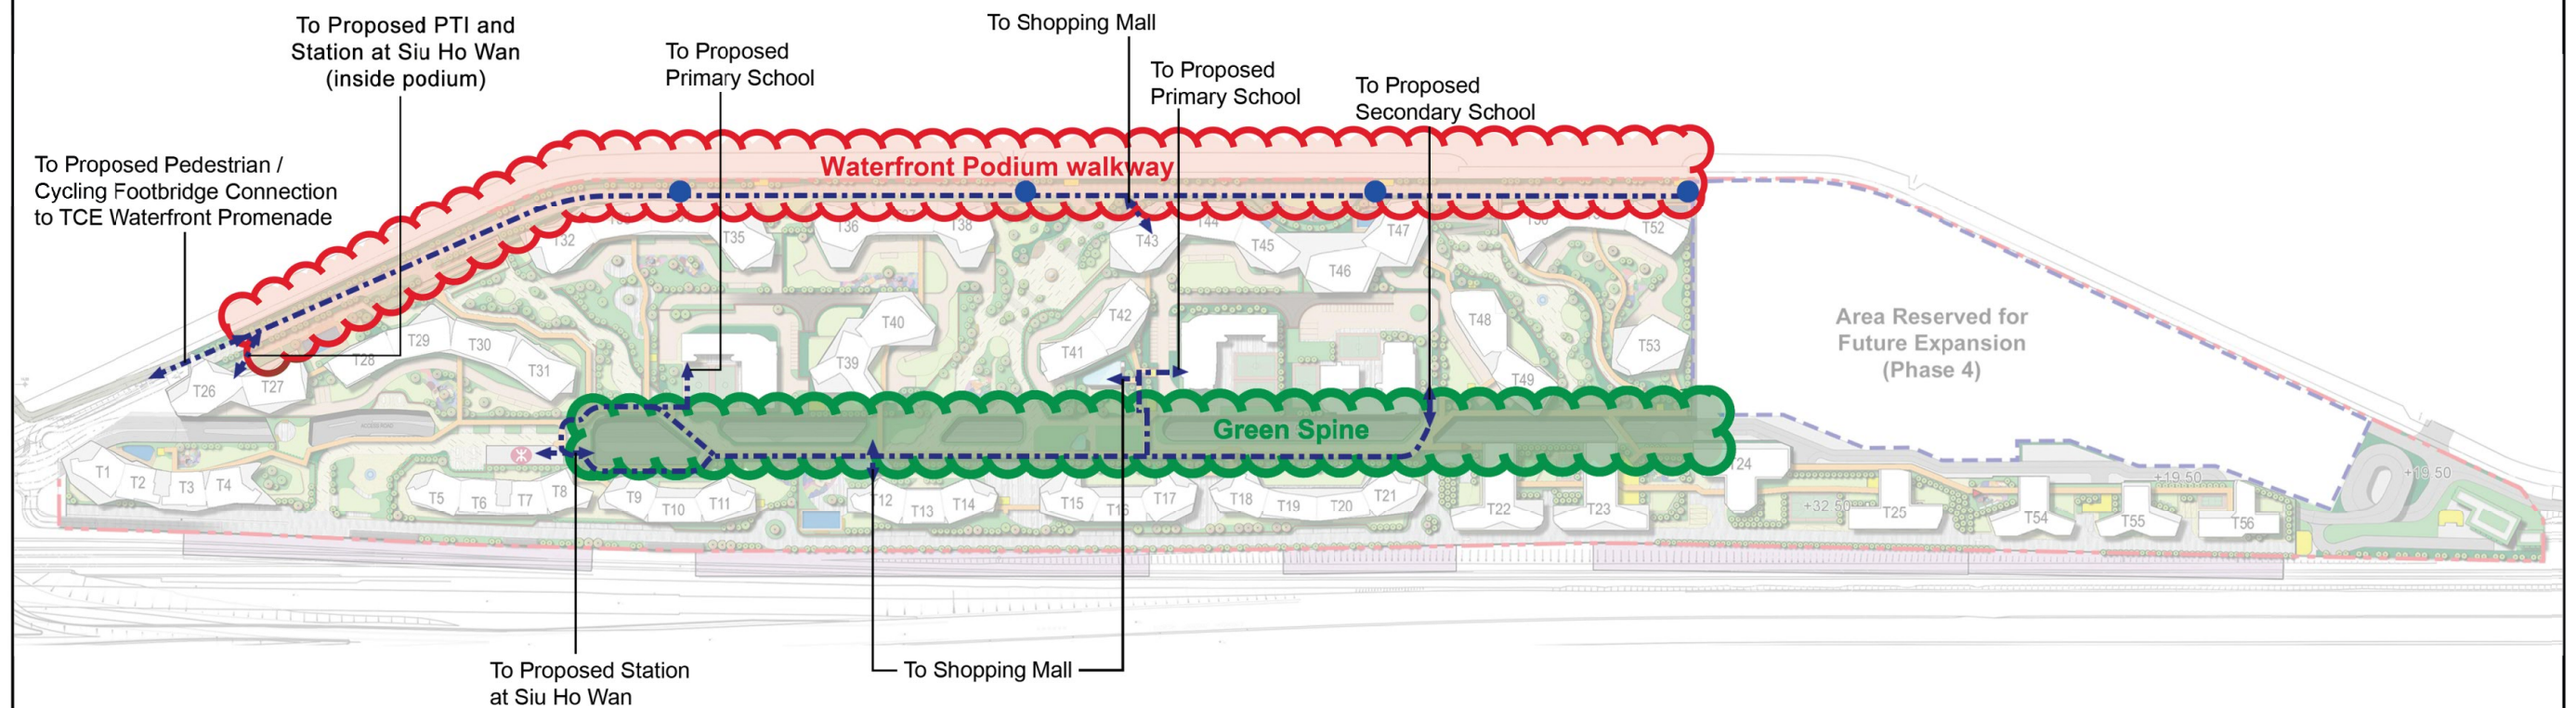 To Proposed PTI and
Station at Siu Ho Wan
(inside podium)
To Shopping Mall
To Proposed
Primary School
To Proposed
Primary School
To Proposed
Secondary School
To Proposed Pedestrian /
Cycling Footbridge Connection
to TCE Waterfront Promenade
Waterfront Podium walkway
T32
T35
T36
T38
T43
T44
T45
T46
T47
T52
T26
T27
T28
T29
T30
T31
T39
T40
T41
T42
T48
T49
T53
Area Reserved for
Future Expansion
(Phase 4)
ACCESS ROAD
Green Spine
T1
T2
T3
T4
T5
T6
T7
T8
T9
T10
T11
T12
T13
T14
T15
T16
T17
T18
T19
T20
T21
T22
T23
T24
T25
T54
T55
T56
+32.50
+19.50
+19.50
To Proposed Station
at Siu Ho Wan
To Shopping Mall